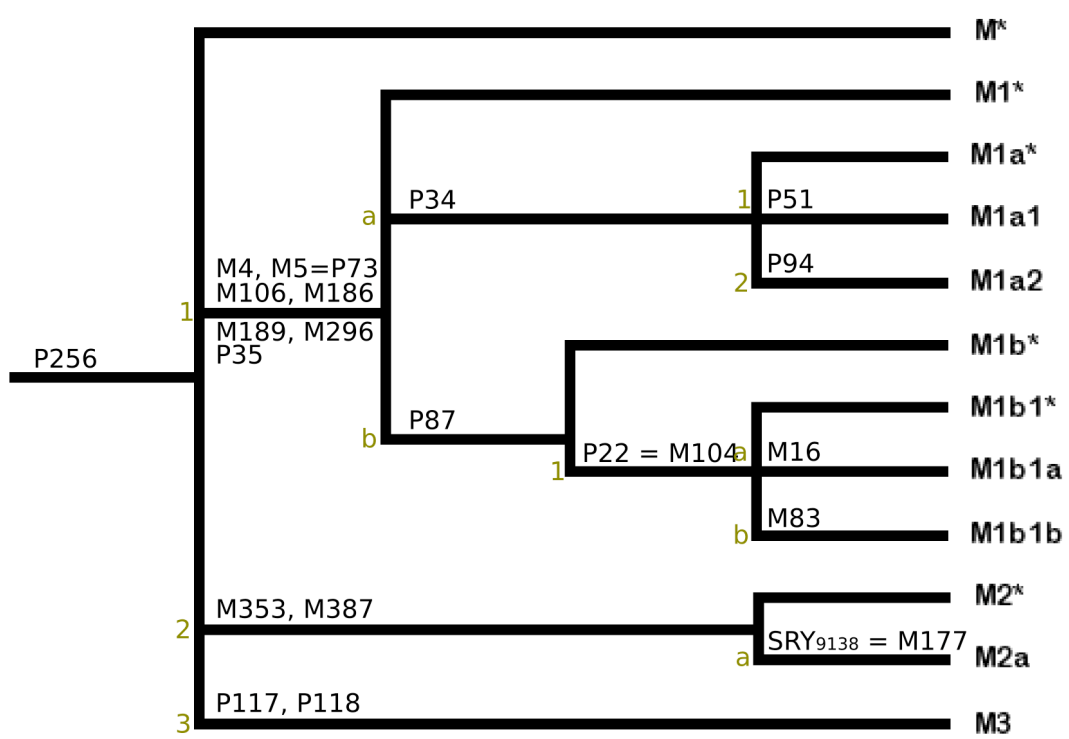 M*
M1*
M1a*
P34
1
P51
a
M1a1
P94
2
M1a2
M4, M5=P73
M106, M186
1
M189, M296
P35
M1b*
P256
M1b1*
P87
b
P22 = M104
a
M16
1
M1b1a
M83
b
M1b1b
M2*
M353, M387
2
SRY9138 = M177
a
M2a
P117, P118
3
M3